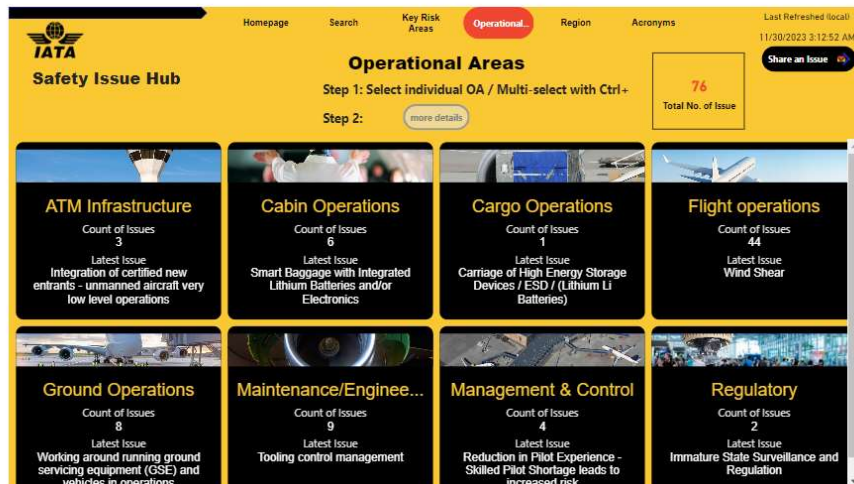 Homepage
Search
Key Risk
Areas
Operational..
Region
Acronyms
Last Refreshed (local)
11/30/2023 3:12:52 AM
IATA
Safety Issue Hub
Operational Areas
Step 1: Select individual OA / Multi-select with Ctrl+
Step 2:
more details
76
Total No. of Issue
Share an Issue
ATM Infrastructure
Count of Issues
3
Latest Issue
Integration of certified new
entrants - unmanned aircraft very
low level operations
Cabin Operations
Count of Issues
6
Latest Issue
Smart Baggage with Integrated
Lithium Batteries and/or
Electronics
Cargo Operations
Count of Issues
1
Latest Issue
Carriage of High Energy Storage
Devices / ESD / (Lithium Li
Batteries)
Flight operations
Count of Issues
44
Latest Issue
Wind Shear
Ground Operations
Count of Issues
8
Latest Issue
Working around running ground
servicing equipment (GSE) and
vehicles in operations
Maintenance/Enginee...
Count of Issues
9
Latest Issue
Tooling control management
Management & Control
Count of Issues
4
Latest Issue
Reduction in Pilot Experience -
Skilled Pilot Shortage leads to
increased risk
Regulatory
Count of Issues
2
Latest Issue
Immature State Surveillance and
Regulation